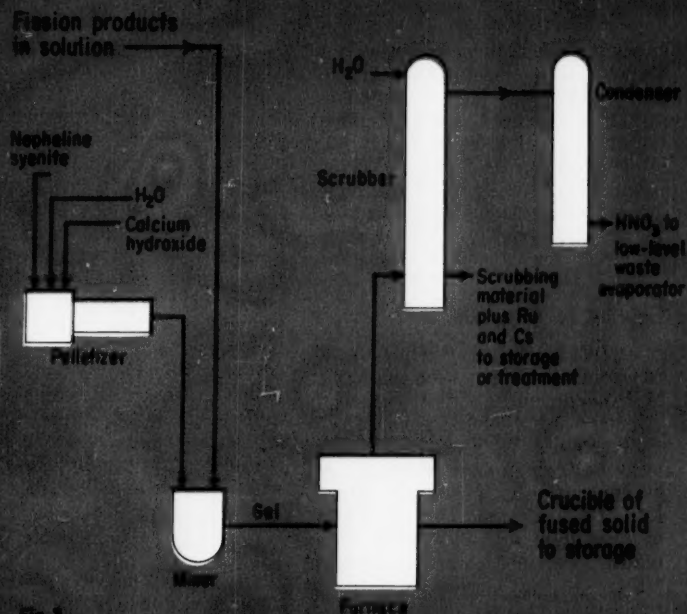 Fission products
in solution
H₂O
Condenser
Nepheline
syenite
H₂O
Calcium
hydroxide
Scrubber
HNO₃ to
low-level
waste
evaporator
Scrubbing
material
plus Ru
and Cs
to storage
or treatment
Pelletizer
Gel
Crucible of
fused solid
to storage
Mixer
Furnace